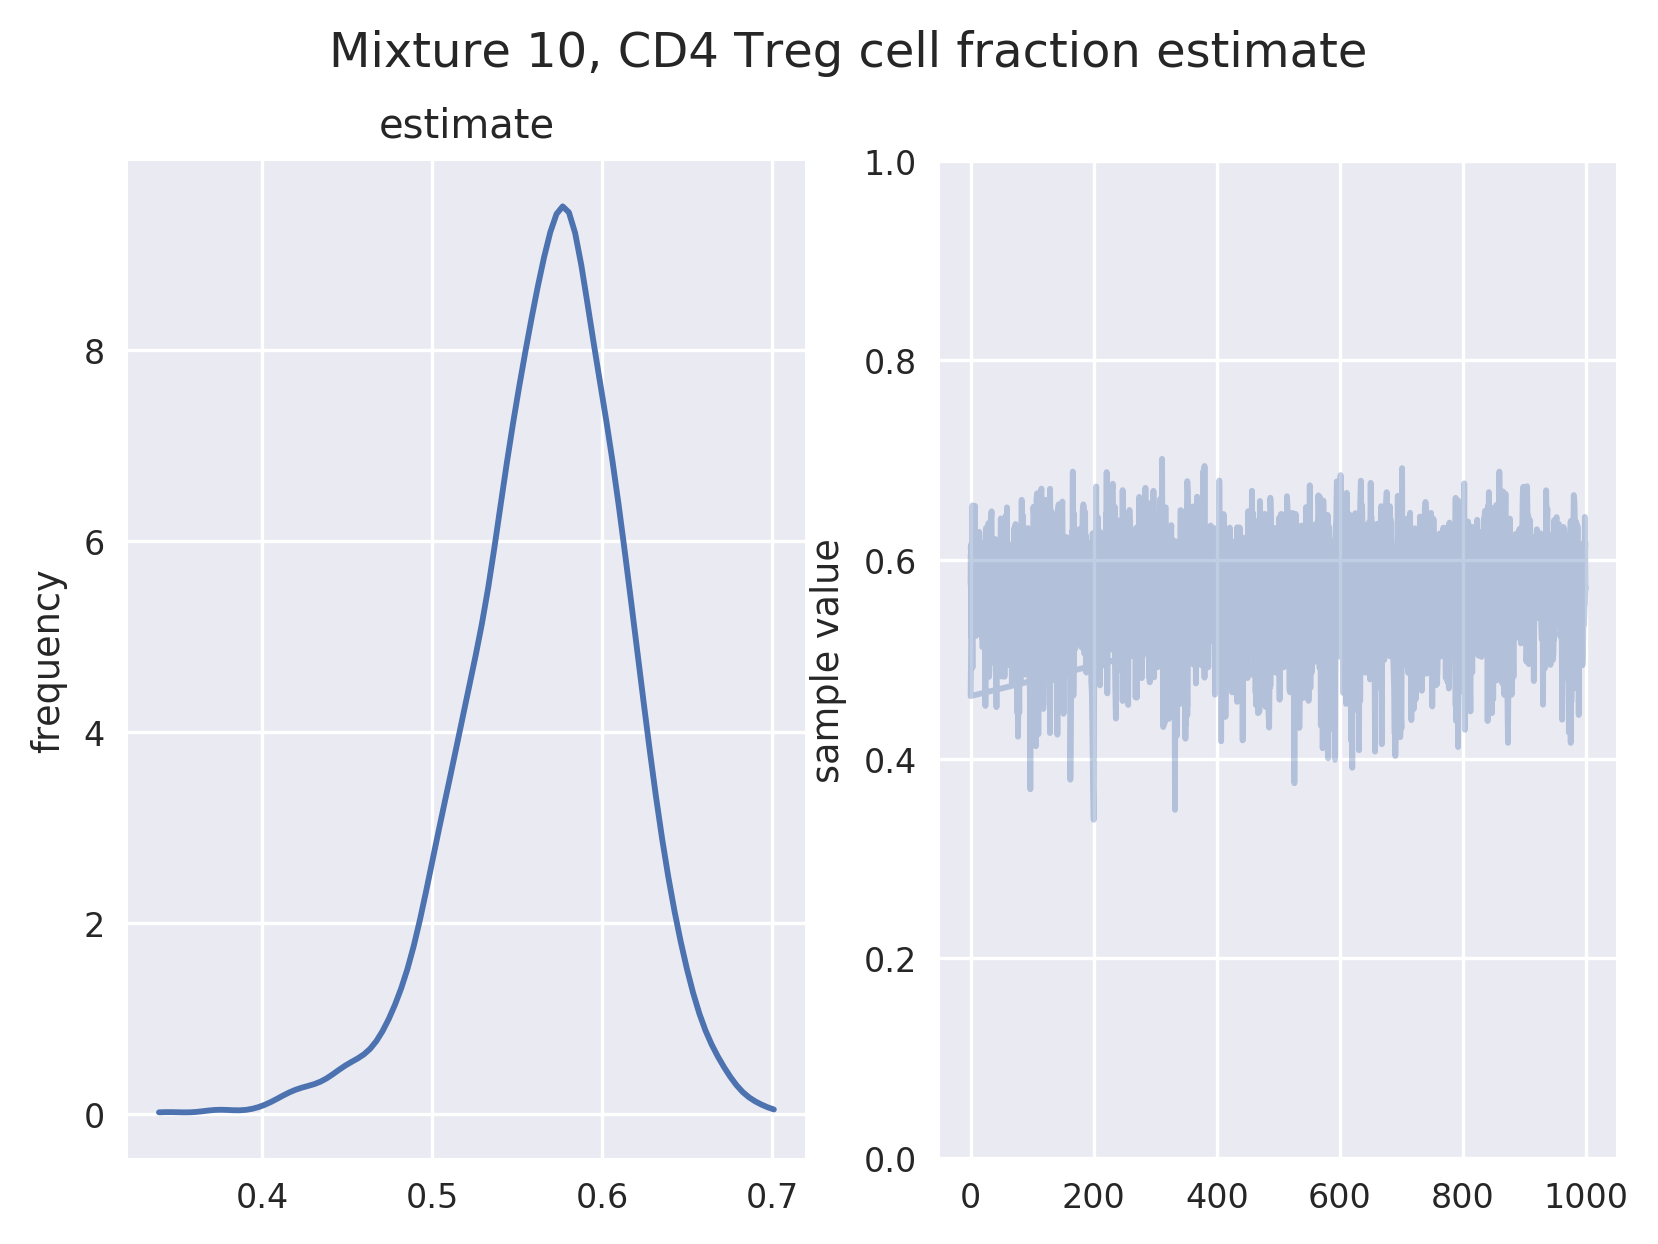 Mixture 10, CD4 Treg cell fraction estimate
estimate
frequency
8
6
4
2
0
0.4 0.5 0.6 0.7
sample value
1.0
0.8
0.6
0.4
0.2
0.0
0 200 400 600 800 1000